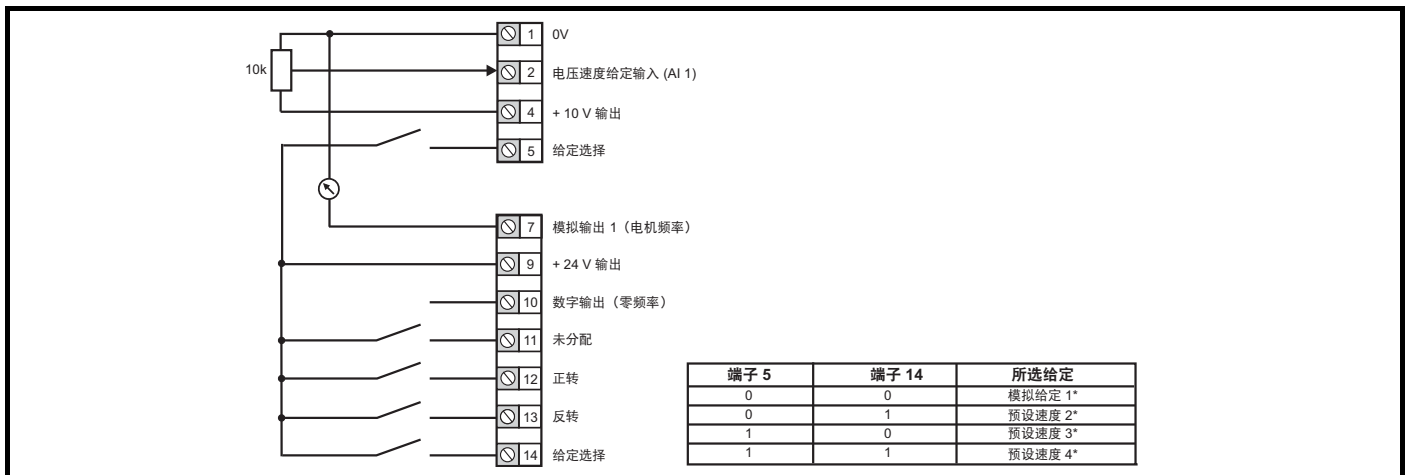 1 0V
10k
2 电压速度给定输入 (AI 1)
4 + 10 V 输出
5 给定选择
7 模拟输出 1（电机频率）
9 + 24 V 输出
10 数字输出（零频率）
11 未分配
12 正转
13 反转
14 给定选择
端子 5 端子 14 所选给定
0 0 模拟给定 1*
0 1 预设速度 2*
1 0 预设速度 3*
1 1 预设速度 4*